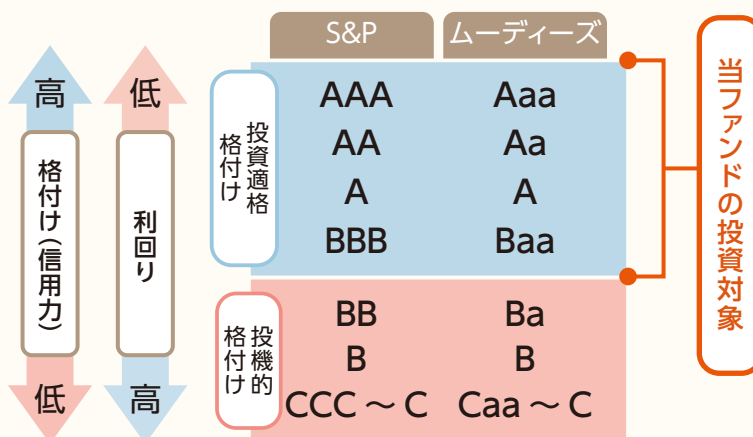 S&P ムーディーズ
高 低
格付け(信用力)
利回り
低 高
投資適格
格付け
AAA Aaa
AA Aa
A A
BBB Baa
投機的
格付け
BB Ba
B B
CCC ～ C Caa ～ C
当ファンドの投資対象